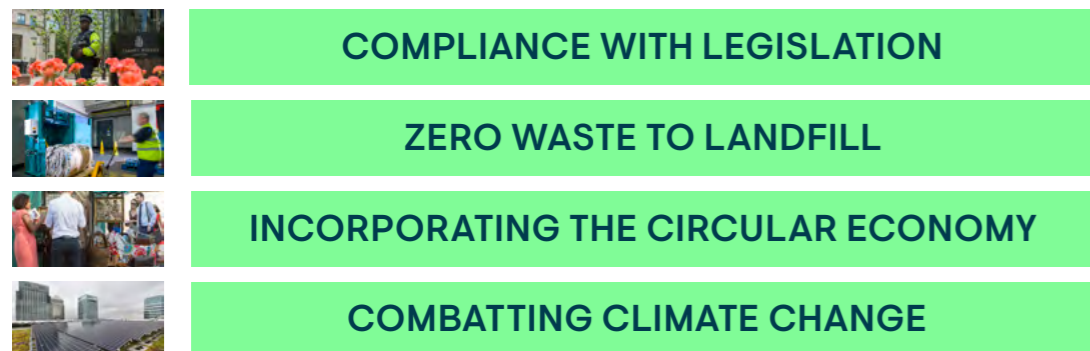 COMPLIANCE WITH LEGISLATION
ZERO WASTE TO LANDFILL
INCORPORATING THE CIRCULAR ECONOMY
COMBATTING CLIMATE CHANGE